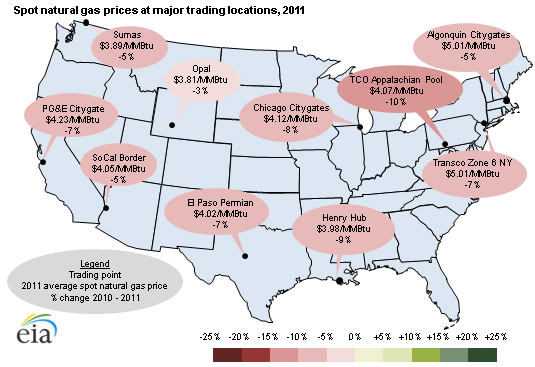 Spot natural gas prices at major trading locations, 2011
Sumas
$3.89/MMBtu
-5%
Algonquin Citygates
$5.01/MMBtu
-5%
Opal
$3.81/MMBtu
-3%
TCO Appalachian Pool
$4.07/MMBtu
-10%
PG&E Citygate
$4.23/MMBtu
-7%
Chicago Citygates
$4.12/MMBtu
-8%
SoCal Border
$4.05/MMBtu
-5%
Transco Zone 6 NY
$5.01/MMBtu
-7%
El Paso Permian
$4.02/MMBtu
-7%
Henry Hub
$3.98/MMBtu
-9%
Legend
Trading point
2011 average spot natural gas price
% change 2010 - 2011
eia
-25% -20% -15% -10% -5% 0% +5% +10% +15% +20% +25%